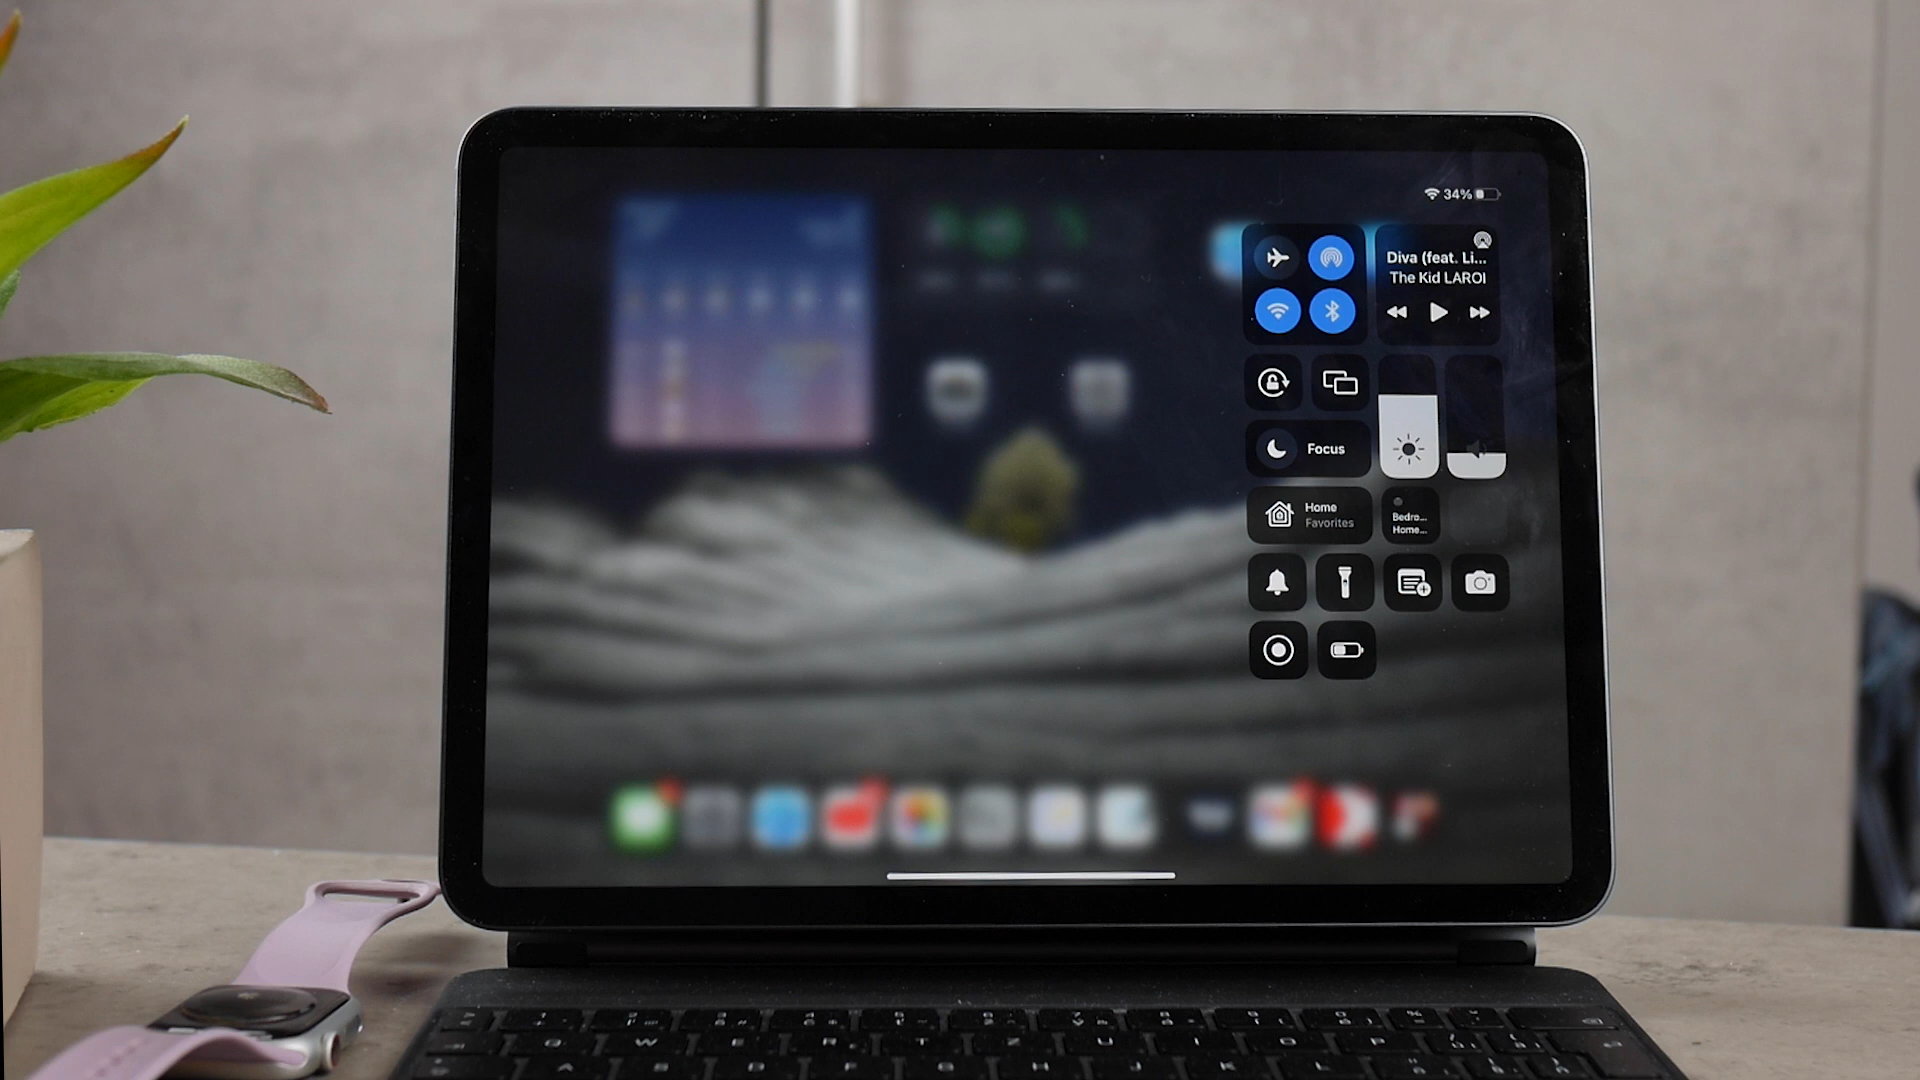 34%
Diva (feat. Li...
The Kid LAROI
Focus
Home
Favorites
Bedro...
Home...
Q W E R T Z U I O P
A S D F G H J K L